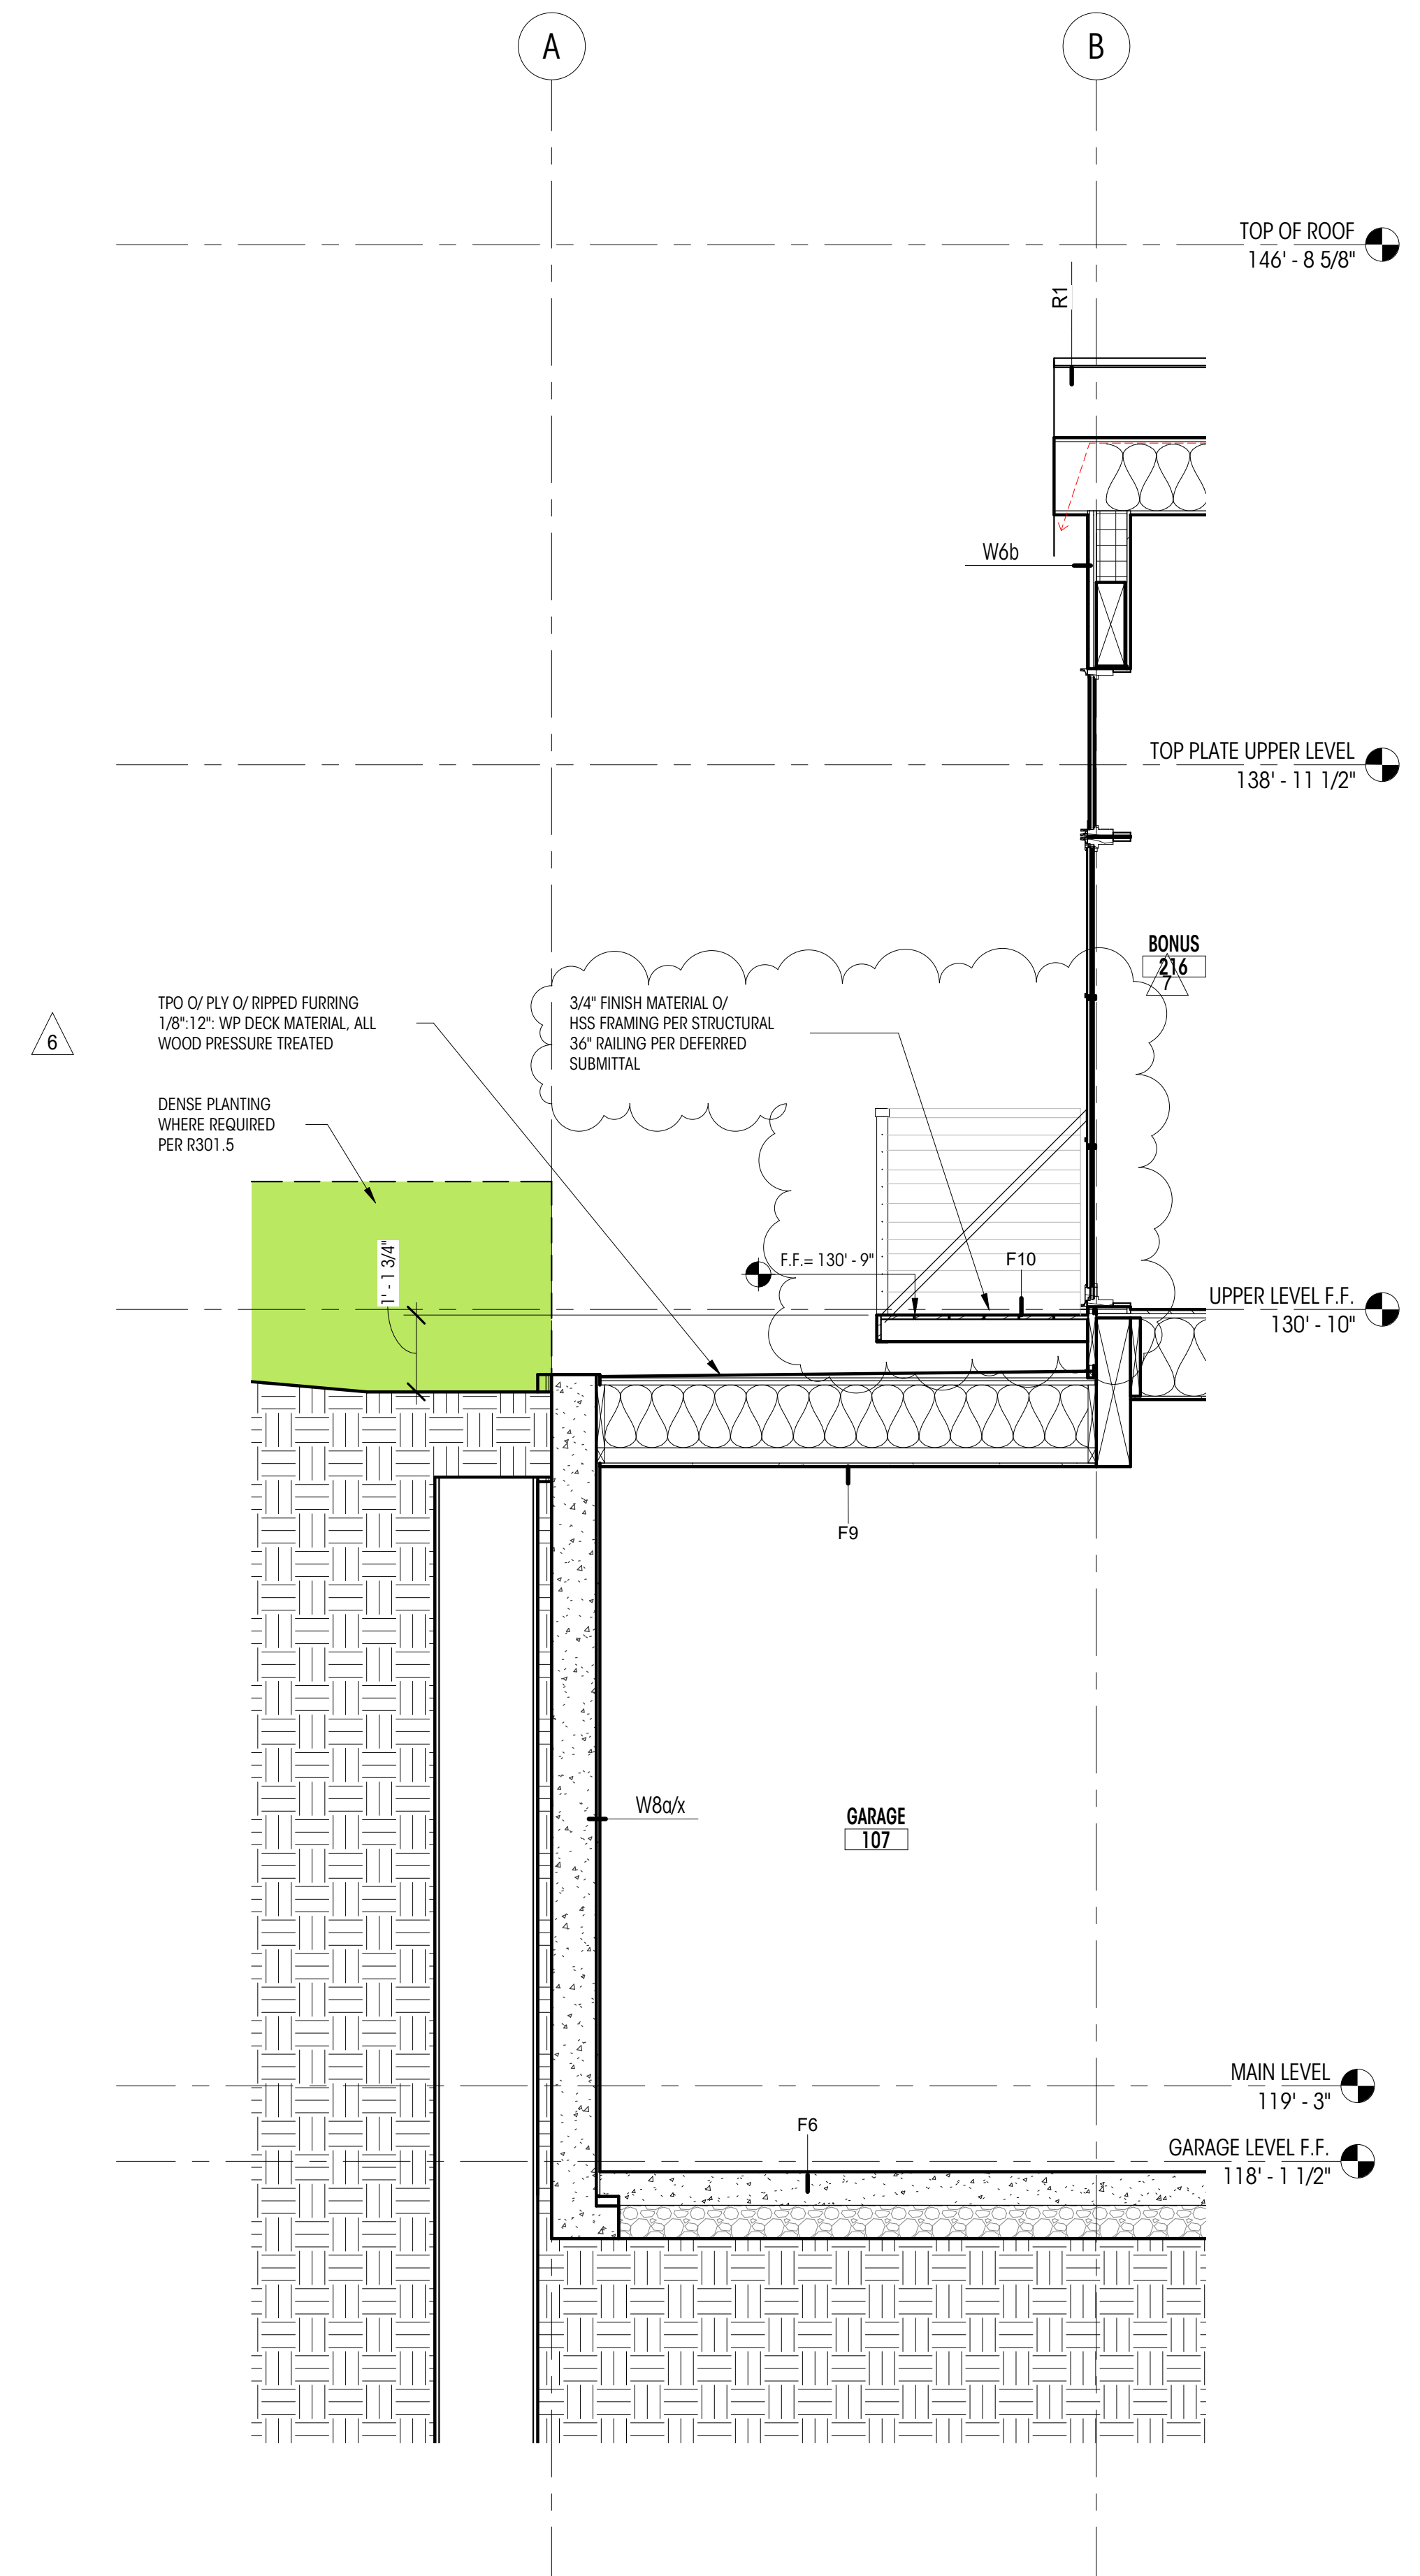 A
B
TOP OF ROOF
146' - 8 5/8"
R1
W6b
TOP PLATE UPPER LEVEL
138' - 11 1/2"
BONUS
216
7
TPO O/ PLY O/ RIPPED FURRING
1/8":12": WP DECK MATERIAL, ALL
WOOD PRESSURE TREATED
3/4" FINISH MATERIAL O/
HSS FRAMING PER STRUCTURAL
36" RAILING PER DEFERRED
SUBMITTAL
6
DENSE PLANTING
WHERE REQUIRED
PER R301.5
1' - 1 3/4"
F.F.= 130' - 9"
F10
UPPER LEVEL F.F.
130' - 10"
F9
W8a/x
GARAGE
107
MAIN LEVEL
119' - 3"
F6
GARAGE LEVEL F.F.
118' - 1 1/2"